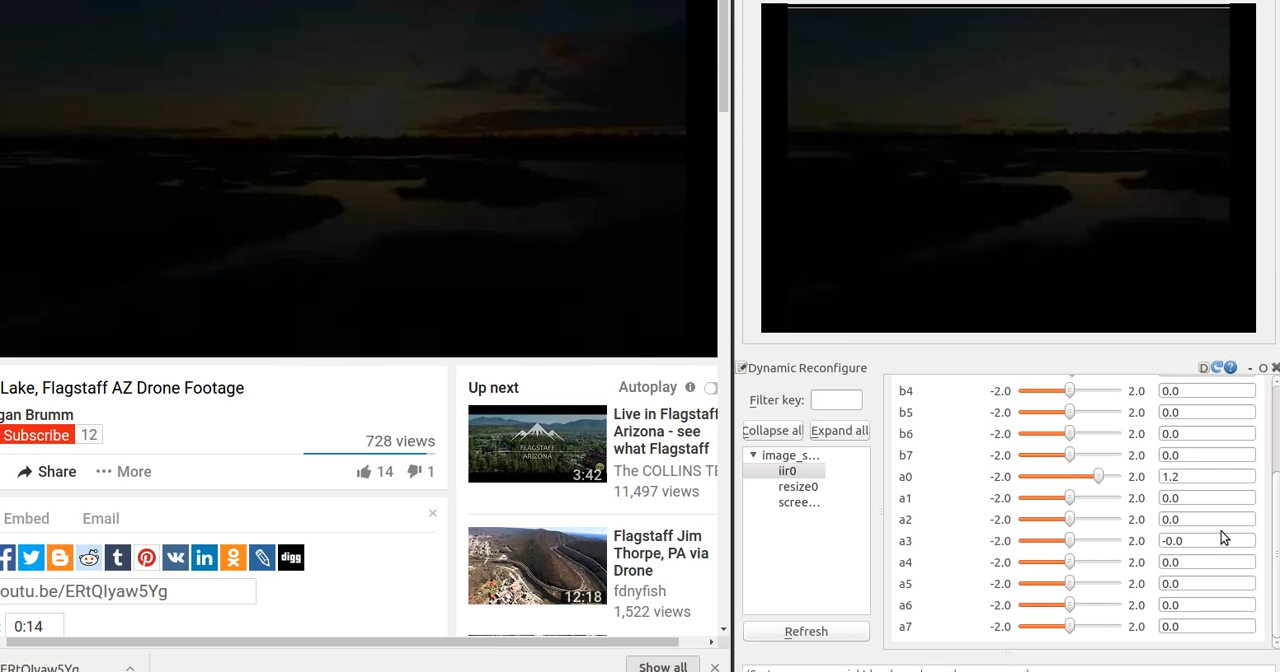 Lake, Flagstaff AZ Drone Footage
gan Brumm
Subscribe 12
728 views
Share ••• More 14 1
Embed Email
digg
outu.be/ERtQIyaw5Yg
0:14
Up next Autoplay
FLAGSTAFF
ARIZONA
3:42
Live in Flagstaff
Arizona - see
what Flagstaff
The COLLINS TE
11,497 views
12:18
Flagstaff Jim
Thorpe, PA via
Drone
fdnyfish
1,522 views
ERtQIyaw5Yg
Show all
Dynamic Reconfigure D - O
Filter key:
Collapse all Expand all
image_s...
iir0
resize0
scree...
Refresh
b4 -2.0 2.0 0.0
b5 -2.0 2.0 0.0
b6 -2.0 2.0 0.0
b7 -2.0 2.0 0.0
a0 -2.0 2.0 1.2
a1 -2.0 2.0 0.0
a2 -2.0 2.0 0.0
a3 -2.0 2.0 -0.0
a4 -2.0 2.0 0.0
a5 -2.0 2.0 0.0
a6 -2.0 2.0 0.0
a7 -2.0 2.0 0.0